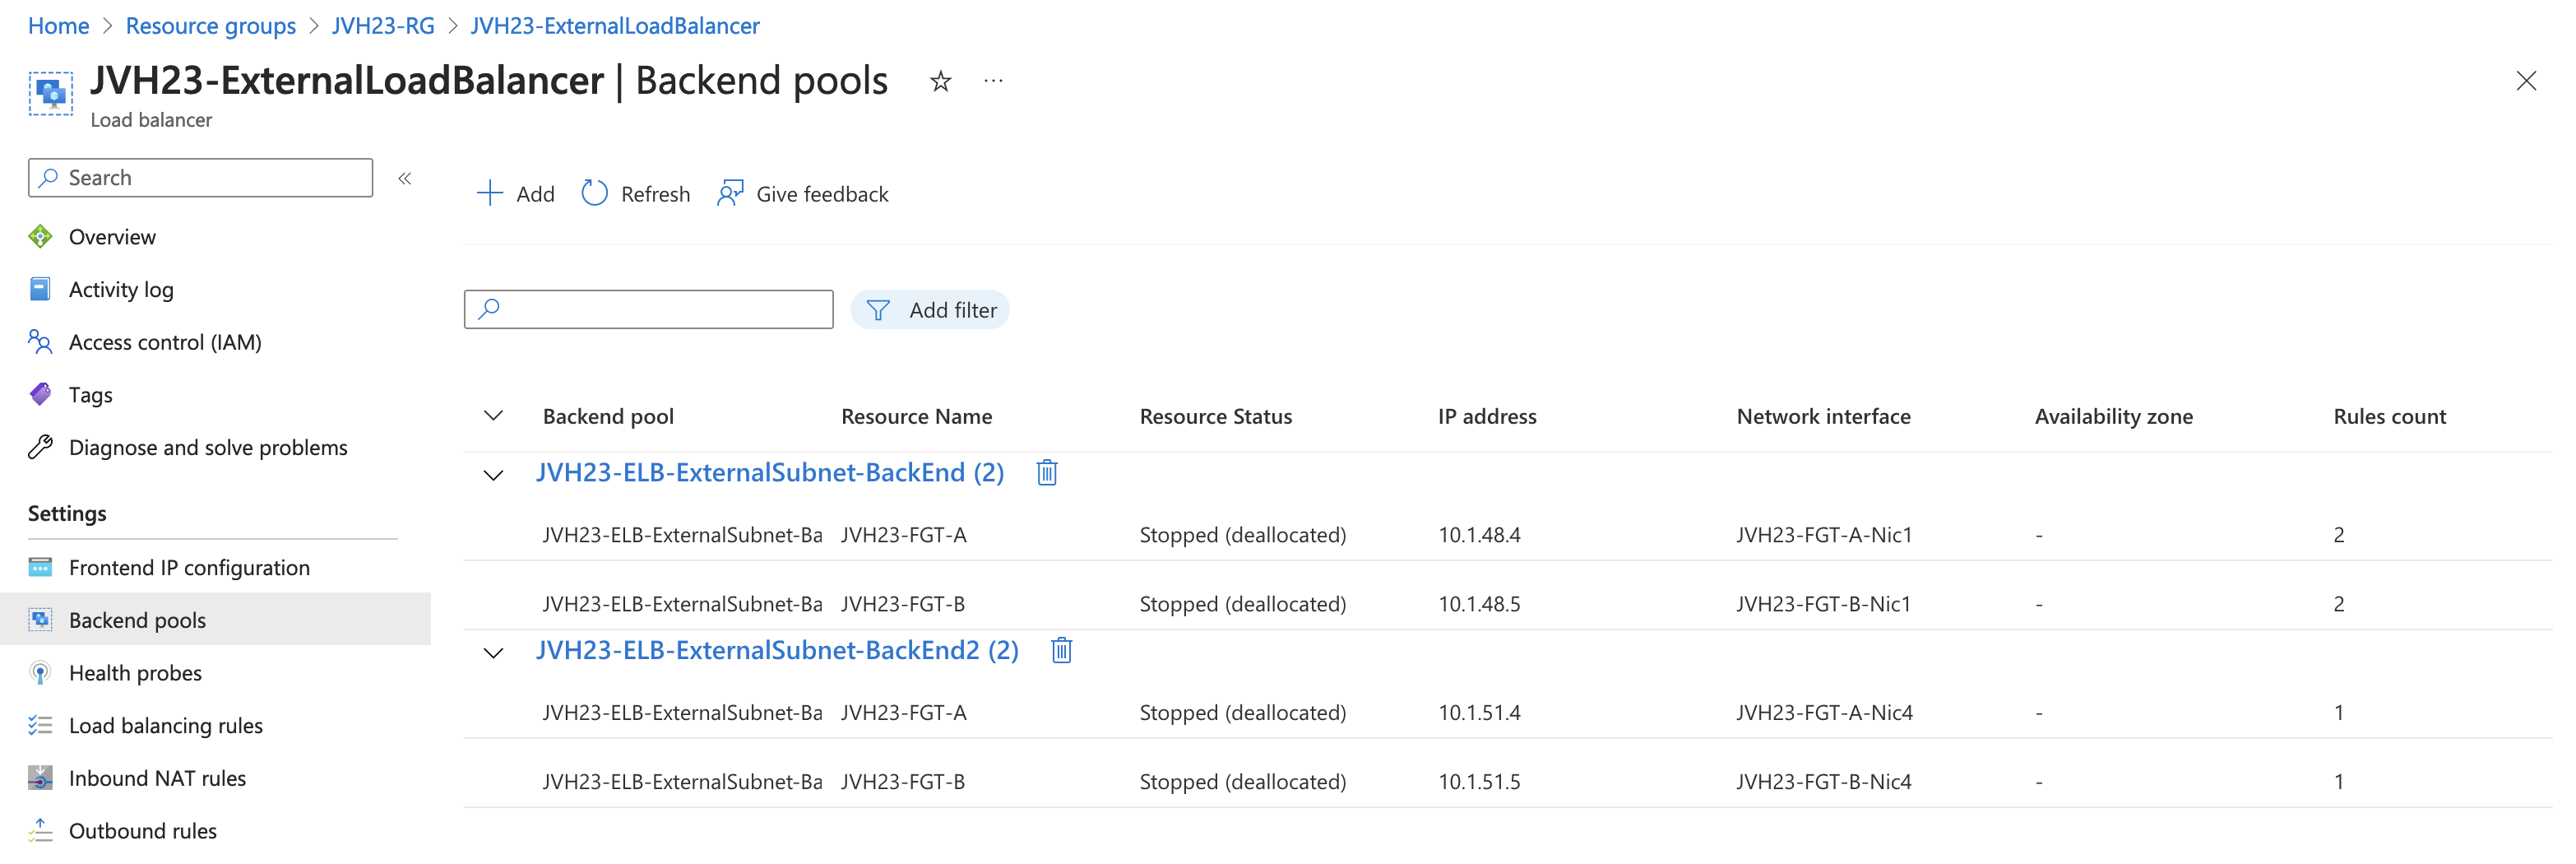 Home > Resource groups > JVH23-RG > JVH23-ExternalLoadBalancer
JVH23-ExternalLoadBalancer | Backend pools
Load balancer
Search
Overview
Activity log
Access control (IAM)
Tags
Diagnose and solve problems
Settings
Frontend IP configuration
Backend pools
Health probes
Load balancing rules
Inbound NAT rules
Outbound rules
Add Refresh Give feedback
Add filter
Backend pool Resource Name Resource Status IP address Network interface Availability zone Rules count
JVH23-ELB-ExternalSubnet-BackEnd (2)
JVH23-ELB-ExternalSubnet-Ba JVH23-FGT-A Stopped (deallocated) 10.1.48.4 JVH23-FGT-A-Nic1 - 2
JVH23-ELB-ExternalSubnet-Ba JVH23-FGT-B Stopped (deallocated) 10.1.48.5 JVH23-FGT-B-Nic1 - 2
JVH23-ELB-ExternalSubnet-BackEnd2 (2)
JVH23-ELB-ExternalSubnet-Ba JVH23-FGT-A Stopped (deallocated) 10.1.51.4 JVH23-FGT-A-Nic4 - 1
JVH23-ELB-ExternalSubnet-Ba JVH23-FGT-B Stopped (deallocated) 10.1.51.5 JVH23-FGT-B-Nic4 - 1